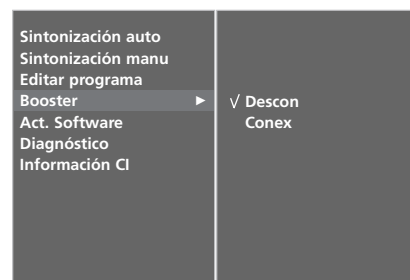 Sintonización auto
Sintonización manu
Editar programa
Booster ►
Act. Software
Diagnóstico
Información CI
√ Descon
Conex